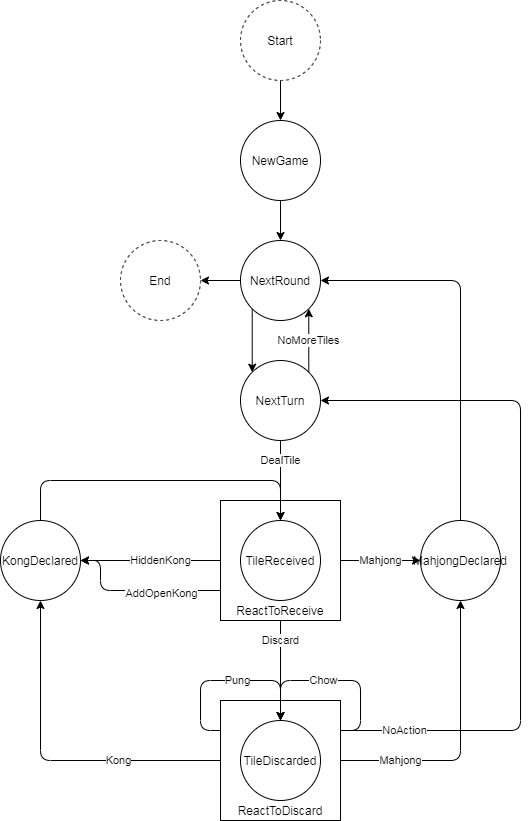 Start
NewGame
End
NextRound
NoMoreTiles
NextTurn
DealTile
KongDeclared
HiddenKong
TileReceived
Mahjong
MahjongDeclared
AddOpenKong
ReactToReceive
Discard
Pung
Chow
NoAction
Kong
TileDiscarded
Mahjong
ReactToDiscard